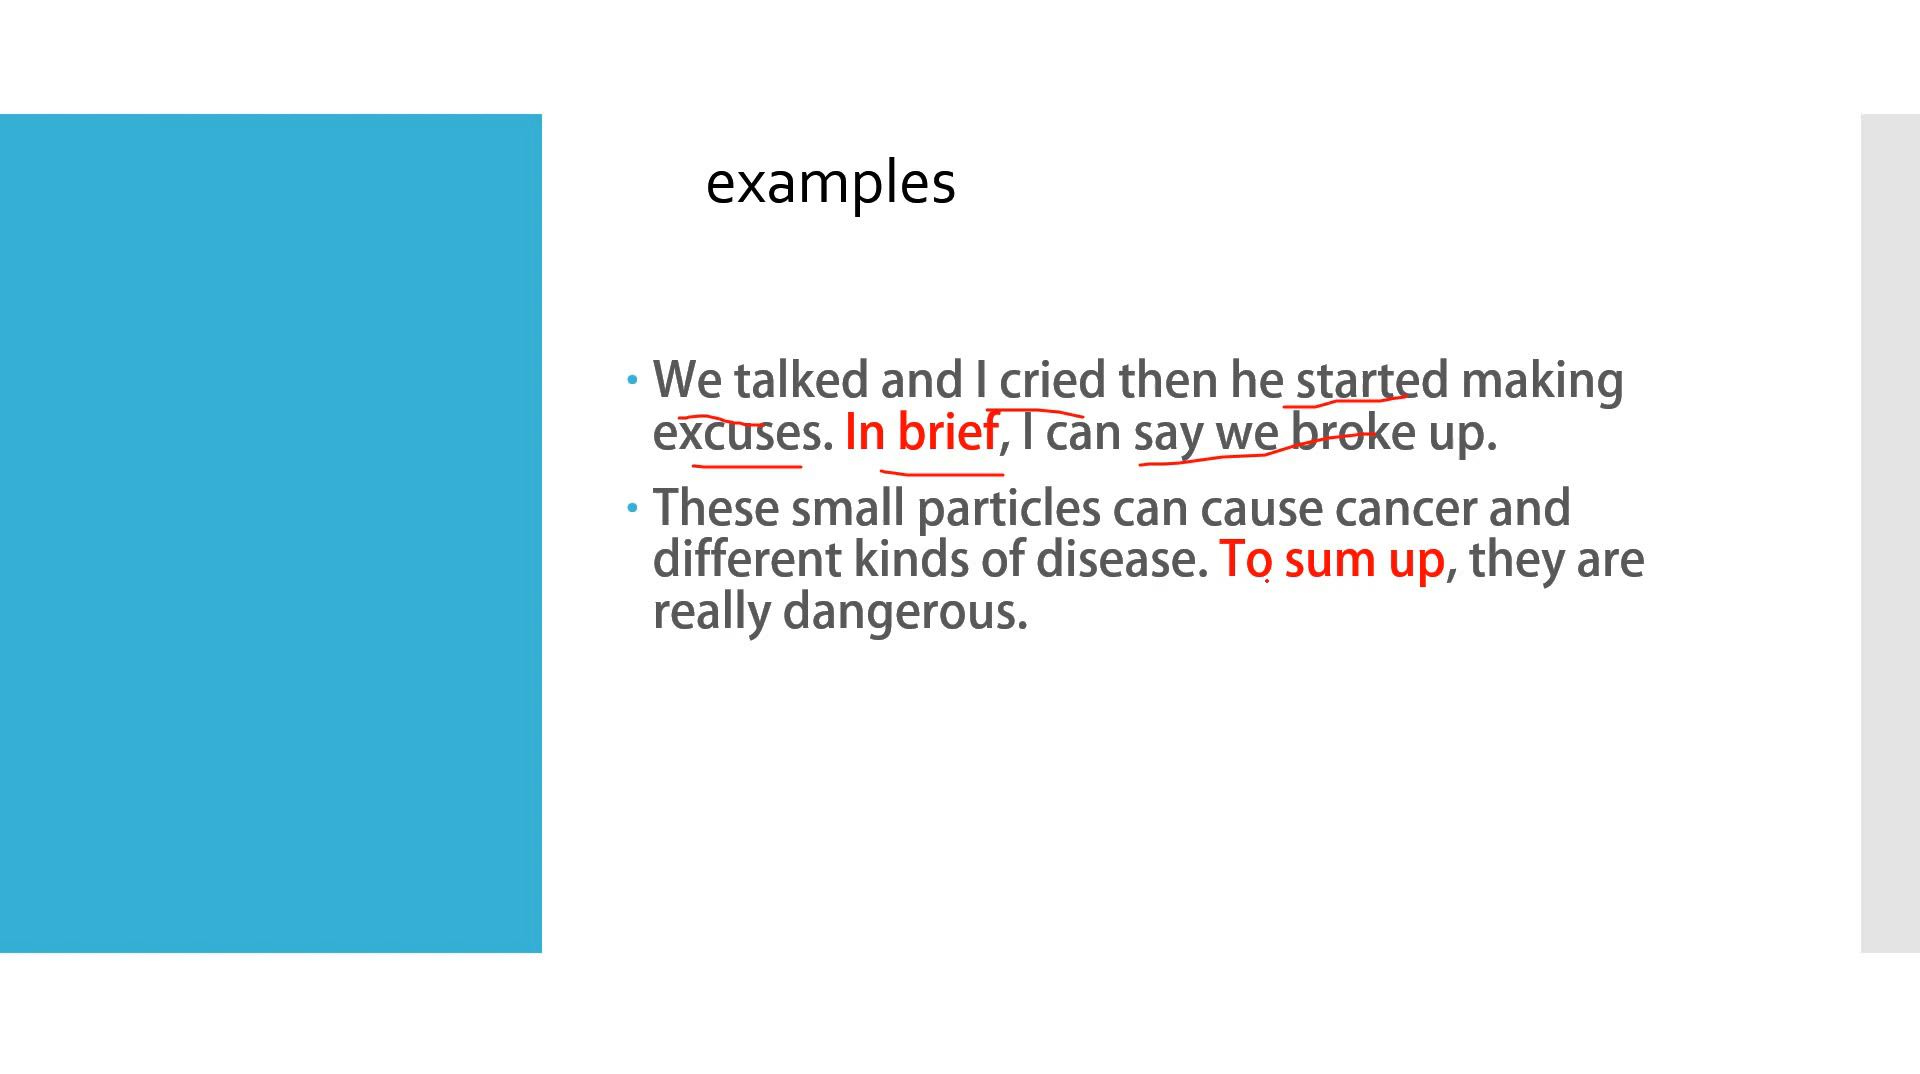 examples
• We talked and I cried then he started making
excuses. In brief, I can say we broke up.
• These small particles can cause cancer and
different kinds of disease. To sum up, they are
really dangerous.